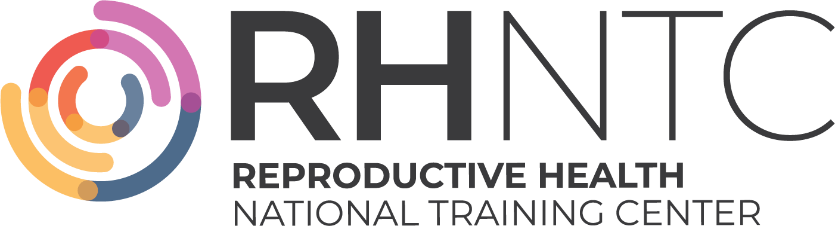 RHNTC
REPRODUCTIVE HEALTH
NATIONAL TRAINING CENTER